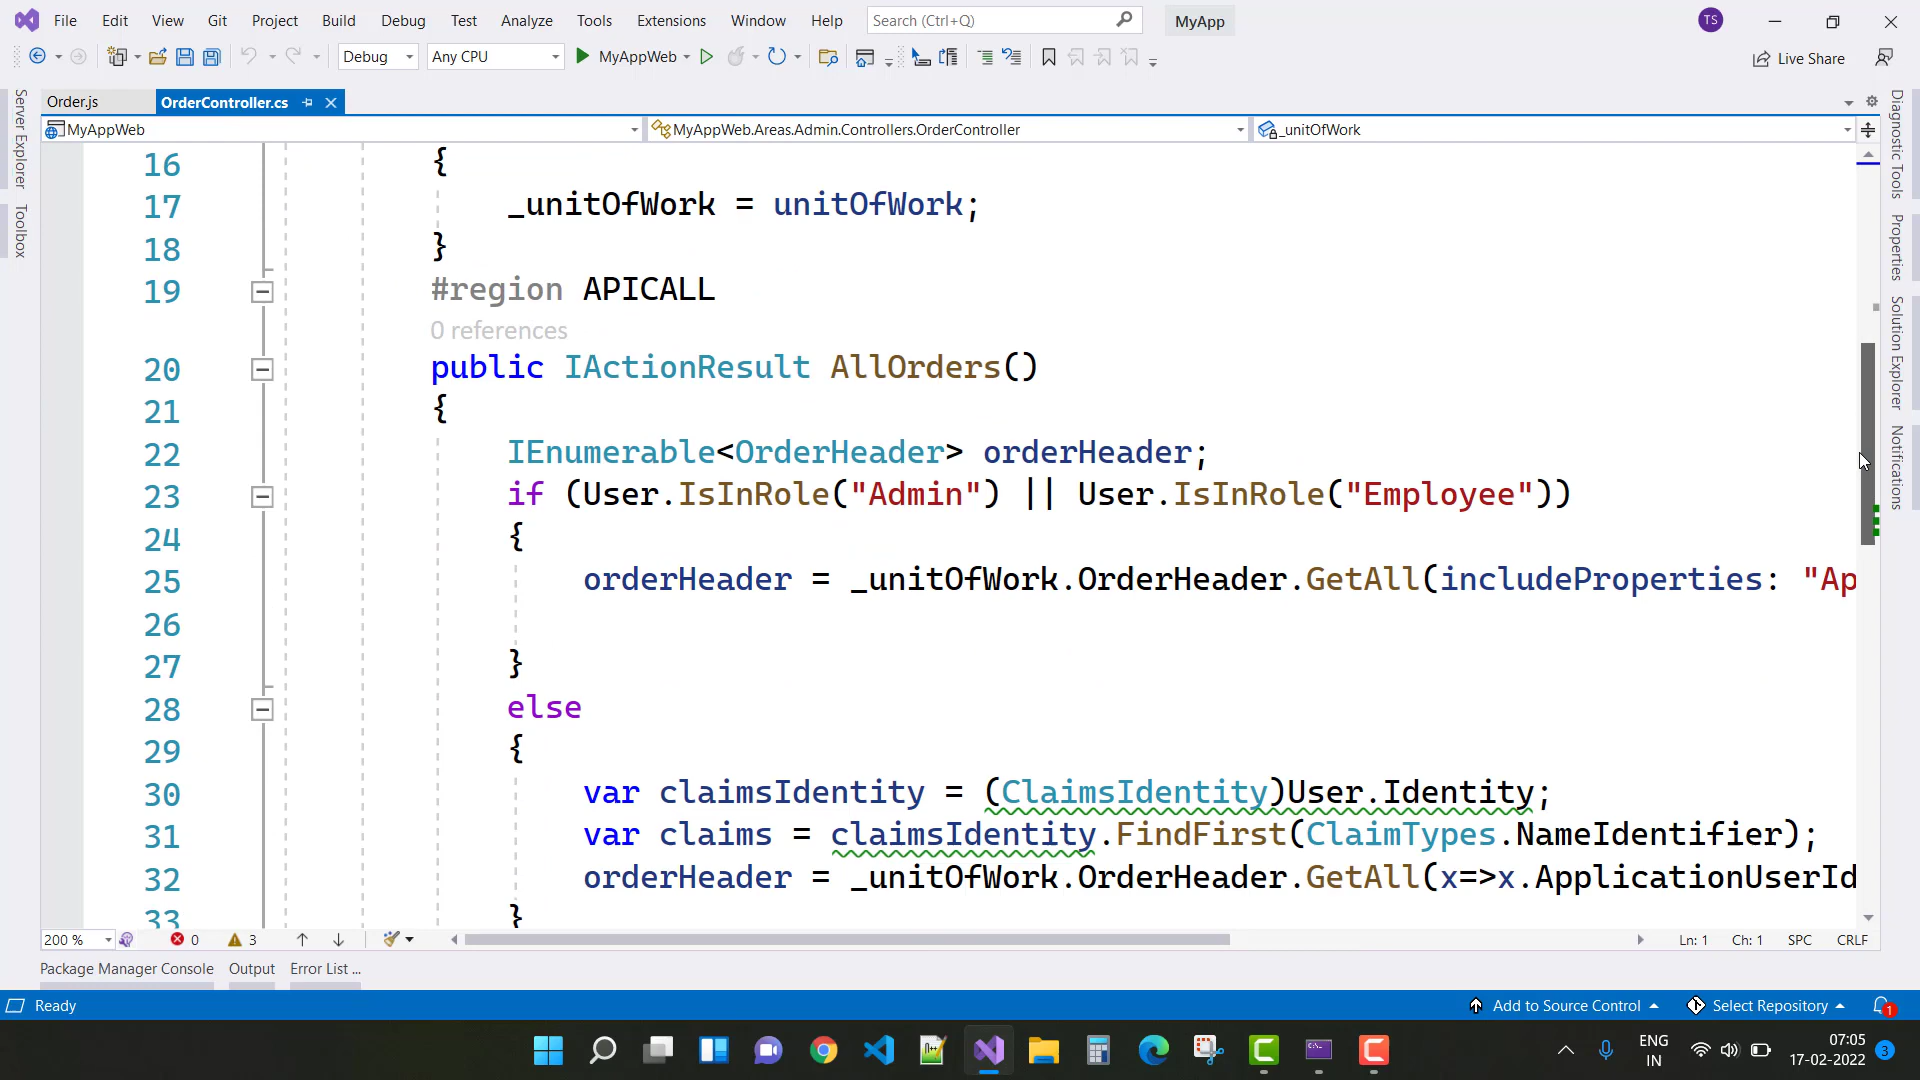 File Edit View Git Project Build Debug Test Analyze Tools Extensions Window Help Search (Ctrl+Q) MyApp TS
Debug Any CPU MyAppWeb Live Share
Order.js OrderController.cs
MyAppWeb MyAppWeb.Areas.Admin.Controllers.OrderController _unitOfWork
Server Explorer
Toolbox
Diagnostic Tools
Properties
Solution Explorer
Notifications
16 {
17 _unitOfWork = unitOfWork;
18 }
19 #region APICALL
0 references
20 public IActionResult AllOrders()
21 {
22 IEnumerable<OrderHeader> orderHeader;
23 if (User.IsInRole("Admin") || User.IsInRole("Employee"))
24 {
25 orderHeader = _unitOfWork.OrderHeader.GetAll(includeProperties: "Ap
26
27 }
28 else
29 {
30 var claimsIdentity = (ClaimsIdentity)User.Identity;
31 var claims = claimsIdentity.FindFirst(ClaimTypes.NameIdentifier);
32 orderHeader = _unitOfWork.OrderHeader.GetAll(x=>x.ApplicationUserId
33 }
200 % 0 3 Ln: 1 Ch: 1 SPC CRLF
Package Manager Console Output Error List ...
Ready Add to Source Control Select Repository 1
ENG 07:05
IN 17-02-2022 3